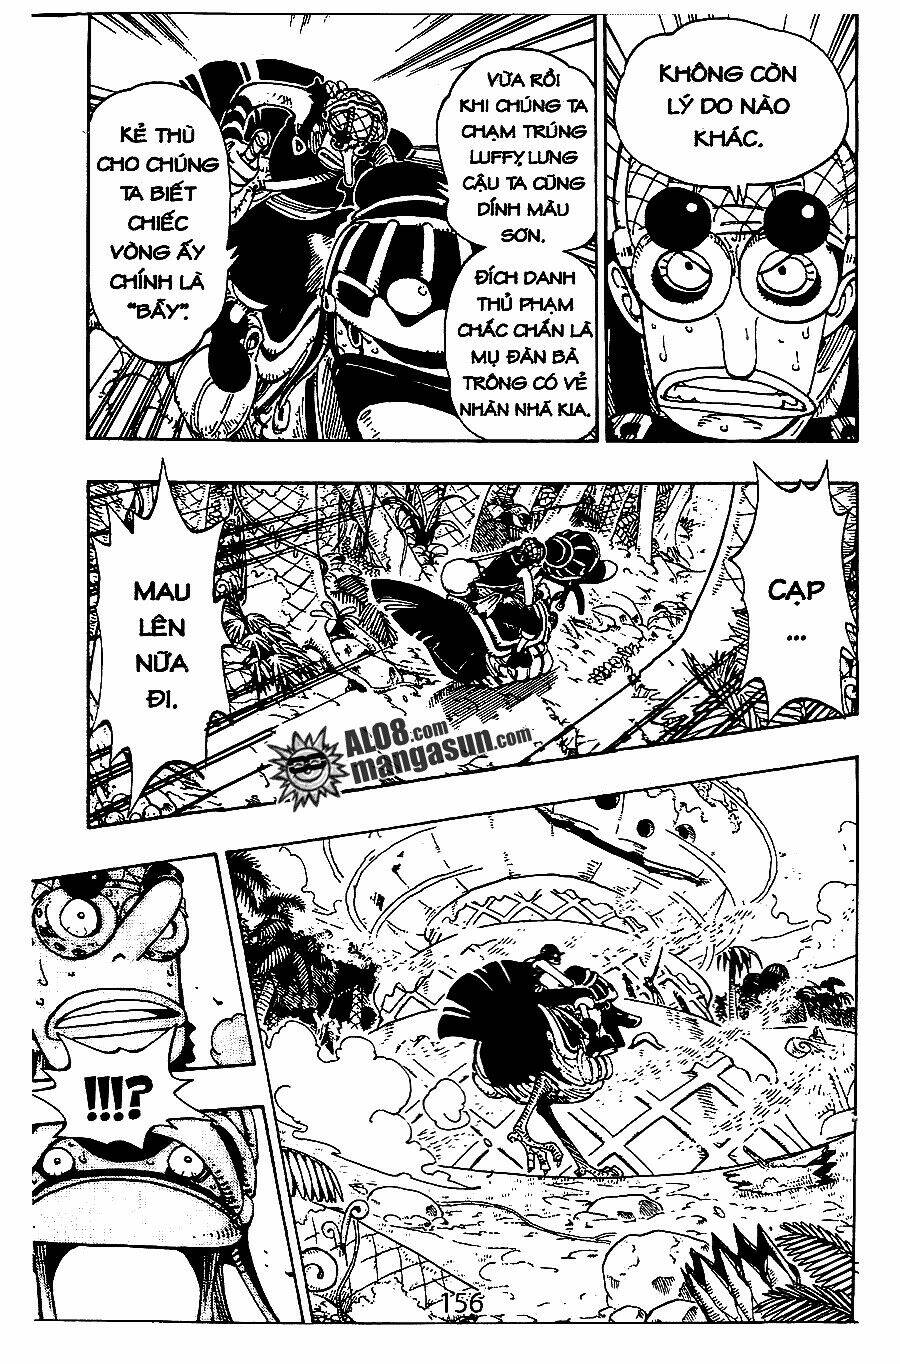 KHÔNG CÒN
LÝ DO NÀO
KHÁC.
VỪA RỒI
KHI CHÚNG TA
CHẠM TRÚNG
LUFFY, LƯNG
CẬU TA CŨNG
DÍNH MÀU
SƠN.
ĐÍCH DANH
THỦ PHẠM
CHẮC CHẮN LÀ
MỤ ĐÀN BÀ
TRÔNG CÓ VẺ
NHÀN NHÃ KIA.
KẺ THÙ
CHO CHÚNG
TA BIẾT
CHIẾC
VÒNG ẤY
CHÍNH LÀ
“BẪY”.
CẠP
...
MAU
LÊN
NỮA
ĐI.
AL08.com
mangasun.com
!!!?
156